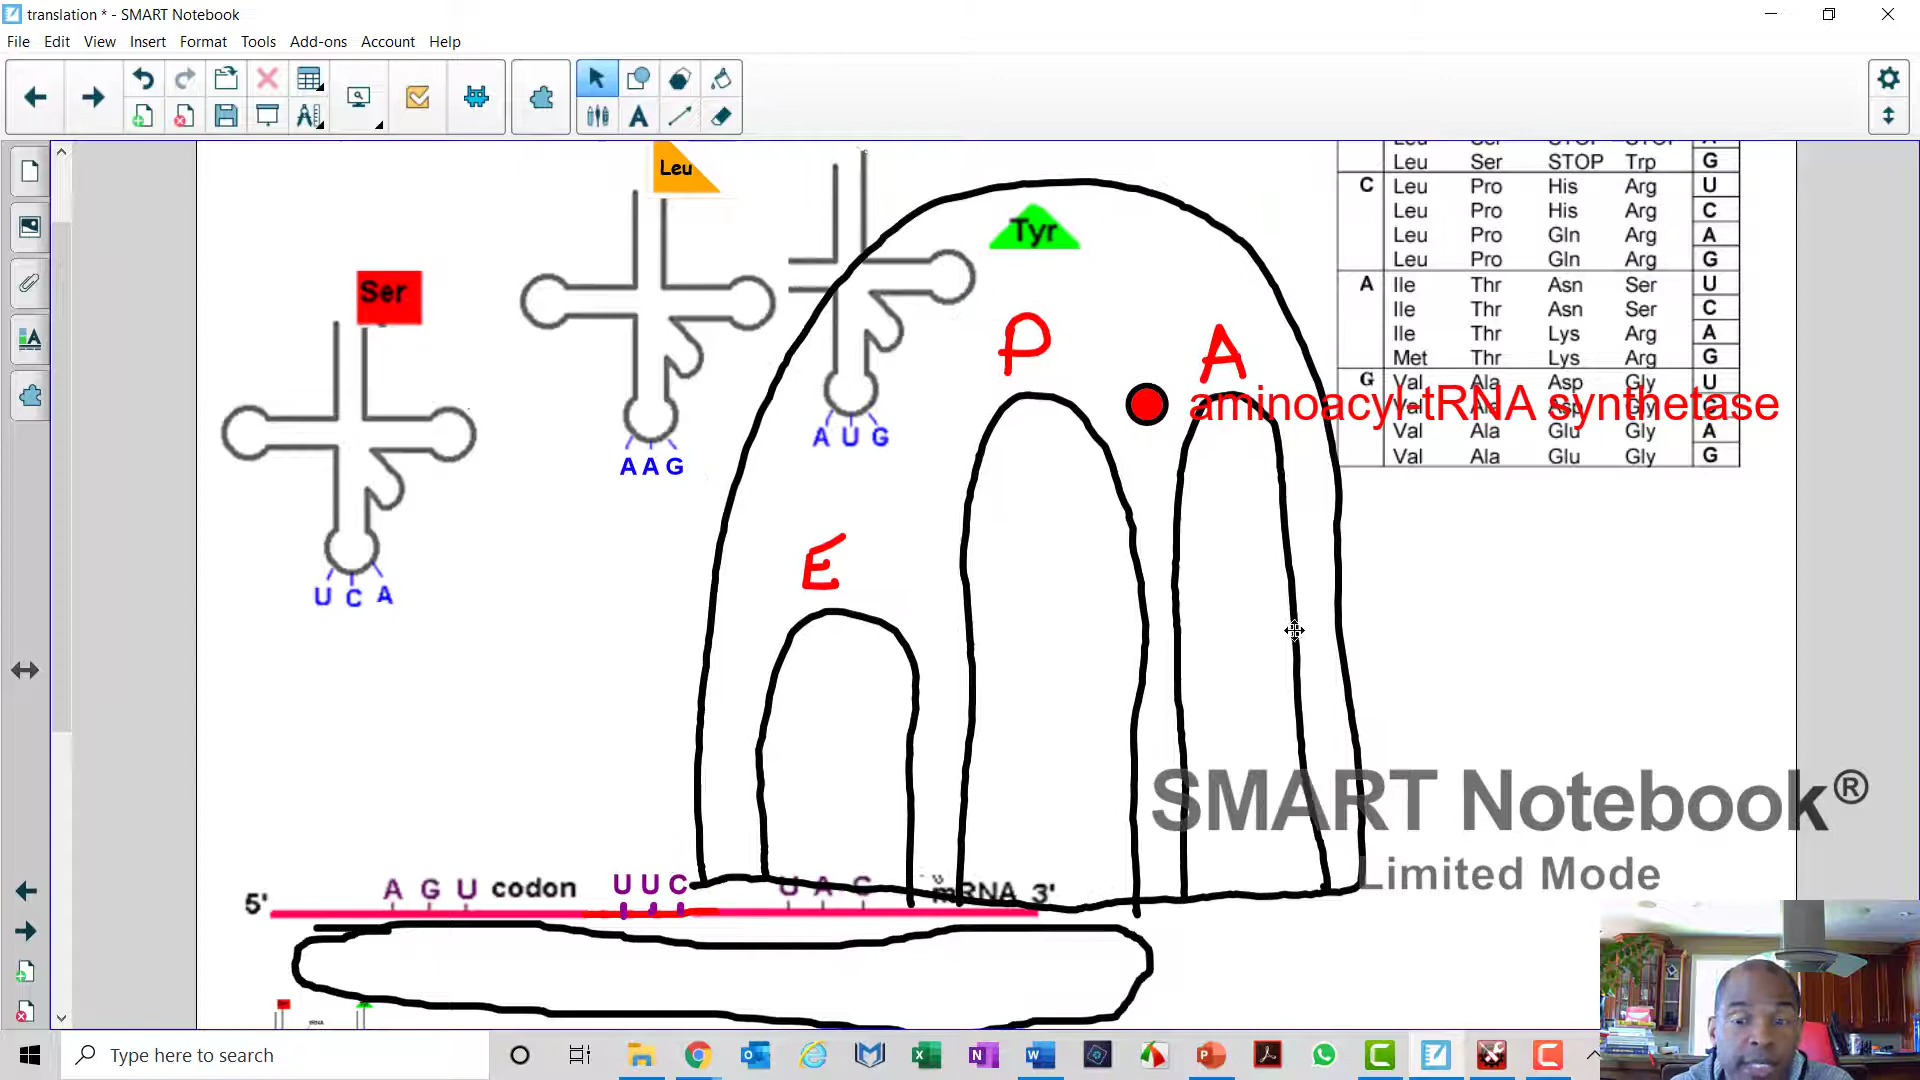 translation * - SMART Notebook
File Edit View Insert Format Tools Add-ons Account Help
Leu
Ser
Tyr
P
A
E
A U G
A A G
U C A
Leu Ser STOP Trp G
C Leu Pro His Arg U
Leu Pro His Arg C
Leu Pro Gln Arg A
Leu Pro Gln Arg G
A Ile Thr Asn Ser U
Ile Thr Asn Ser C
Ile Thr Lys Arg A
Met Thr Lys Arg G
G Val Ala Asp Gly U
aminoacyl-tRNA synthetase
Val Ala Glu Gly A
Val Ala Glu Gly G
SMART Notebook®
Limited Mode
5' A G U codon U U C U A C mRNA 3'
Type here to search